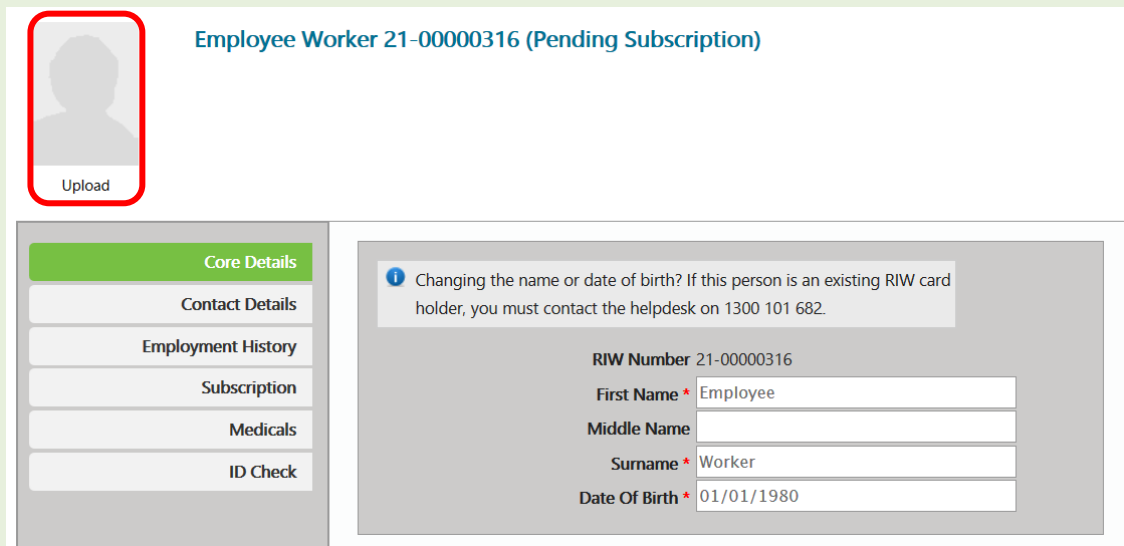 Employee Worker 21-00000316 (Pending Subscription)
Upload
Core Details
Contact Details
Employment History
Subscription
Medicals
ID Check
Changing the name or date of birth? If this person is an existing RIW card
holder, you must contact the helpdesk on 1300 101 682.
RIW Number 21-00000316
First Name * Employee
Middle Name
Surname * Worker
Date Of Birth * 01/01/1980